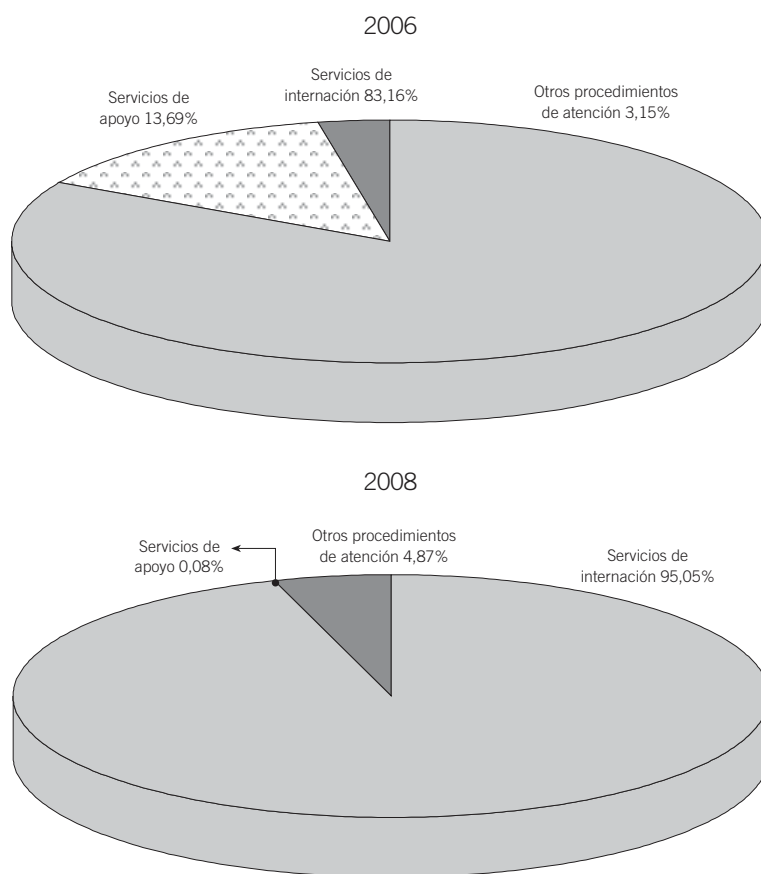 2006
Servicios de
apoyo 13,69%
Servicios de
internación 83,16%
Otros procedimientos
de atención 3,15%
2008
Servicios de
apoyo 0,08%
Otros procedimientos
de atención 4,87%
Servicios de
internación 95,05%